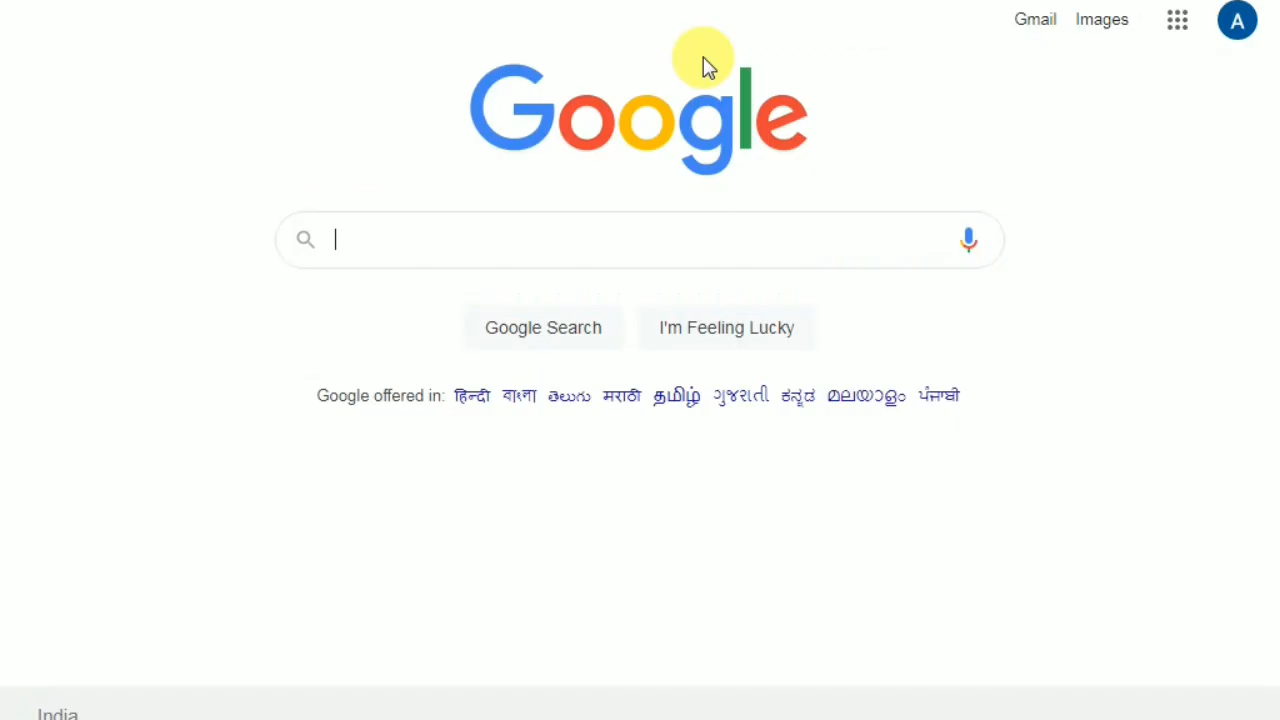 Gmail Images A
Google
Google Search I'm Feeling Lucky
Google offered in: हिन्दी বাংলা తెలుగు मराठी தமிழ் ગુજરાતી ಕನ್ನಡ മലയാളം ਪੰਜਾਬੀ
India